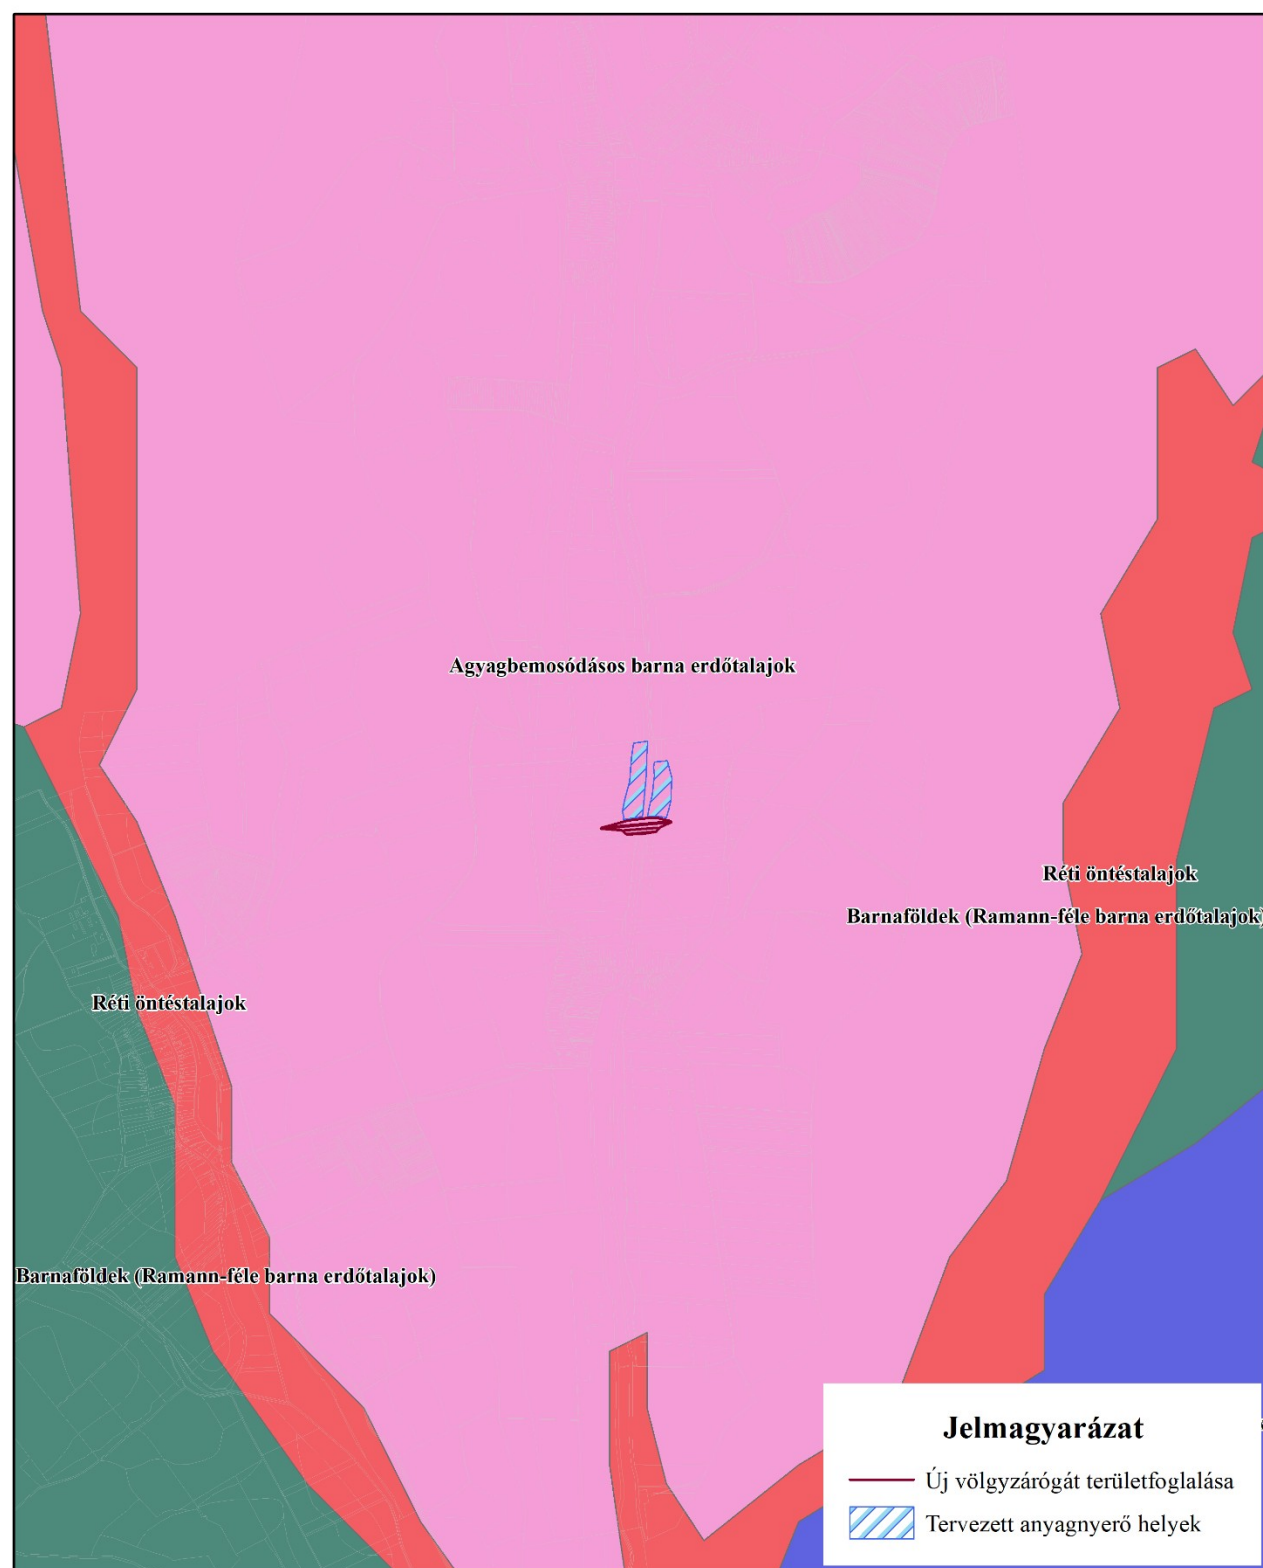 Agyagbemosódásos barna erdőtalajok
Réti öntéstalajok
Barnaföldek (Ramann-féle barna erdőtalajok)
Réti öntéstalajok
Barnaföldek (Ramann-féle barna erdőtalajok)
Jelmagyarázat
Új völgyzárógát területfoglalása
Tervezett anyagnyerő helyek